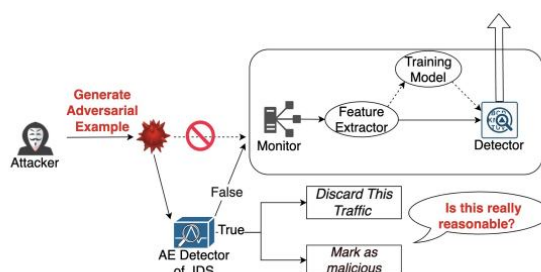 Generate
Adversarial
Example
Attacker
Training
Model
Feature
Extractor
Monitor
Detector
False
True
AE Detector
of IDS
Discard This
Traffic
Mark as
malicious
Is this really
reasonable?